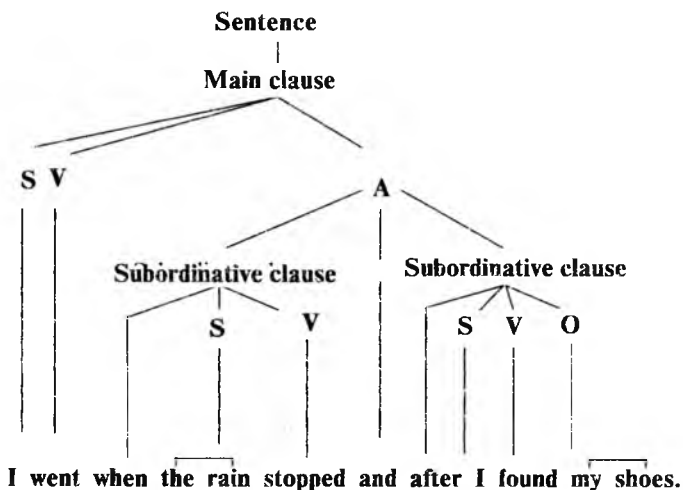 Sentence
Main clause
S V
A
Subordinative clause
Subordinative clause
S V
S V O
I went when the rain stopped and after I found my shoes.